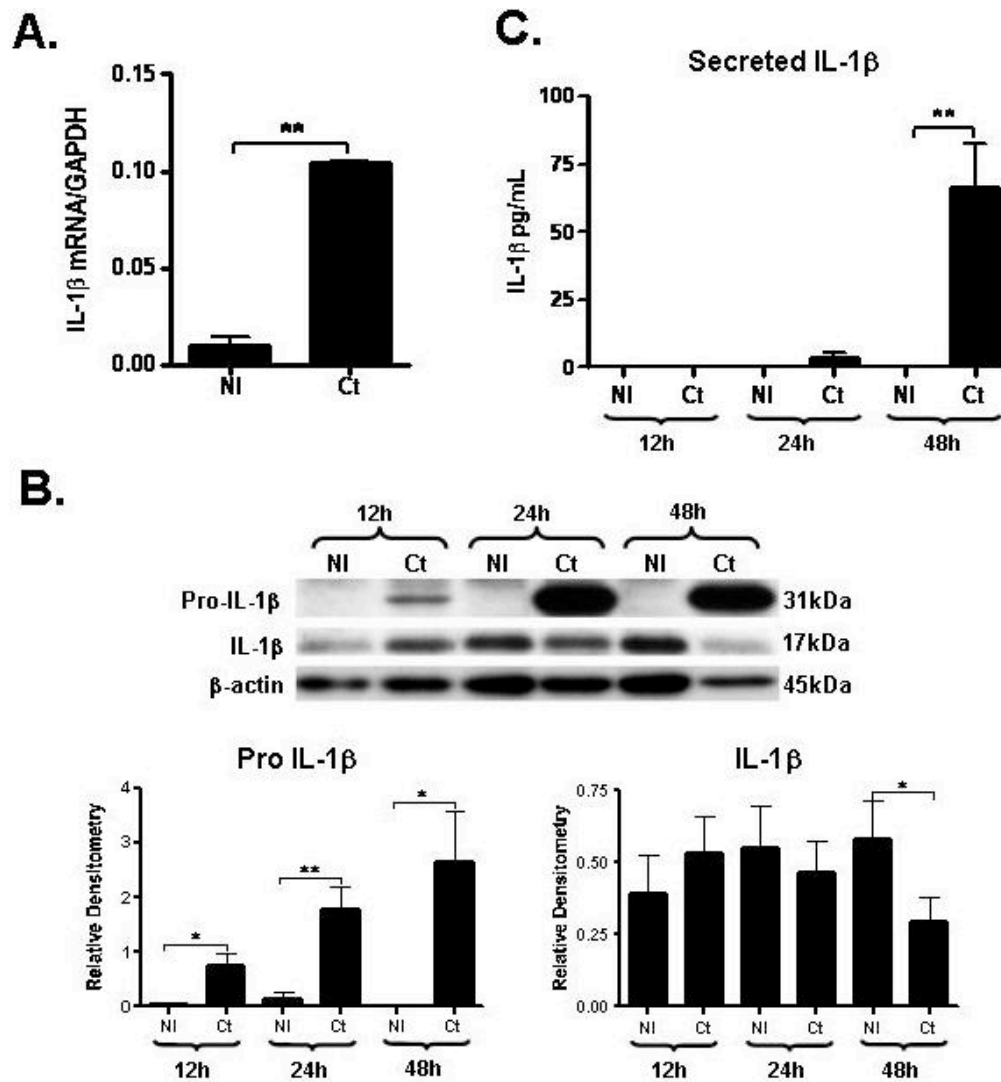 A.
IL-1β mRNA/GAPDH
0.15
0.10
0.05
0.00
**
NI Ct
C.
Secreted IL-1β
IL-1β pg/mL
100
75
50
25
0
**
NI Ct NI Ct NI Ct
12h 24h 48h
B.
12h 24h 48h
NI Ct NI Ct NI Ct
Pro-IL-1β 31kDa
IL-1β 17kDa
β-actin 45kDa
Pro IL-1β
Relative Densitometry
4
3
2
1
0
* ** *
NI Ct NI Ct NI Ct
12h 24h 48h
IL-1β
Relative Densitometry
0.75
0.50
0.25
0.00
*
NI Ct NI Ct NI Ct
12h 24h 48h